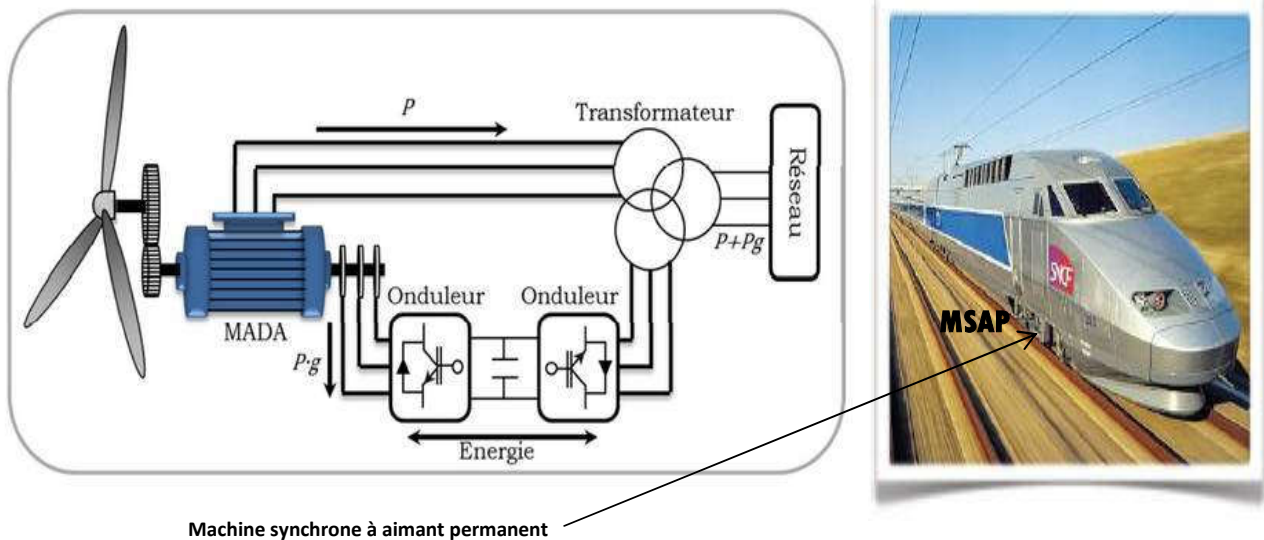 P
Transformateur
Réseau
P+Pg
Onduleur
Onduleur
MADA
P·g
Energie
SNCF
MSAP
Machine synchrone à aimant permanent